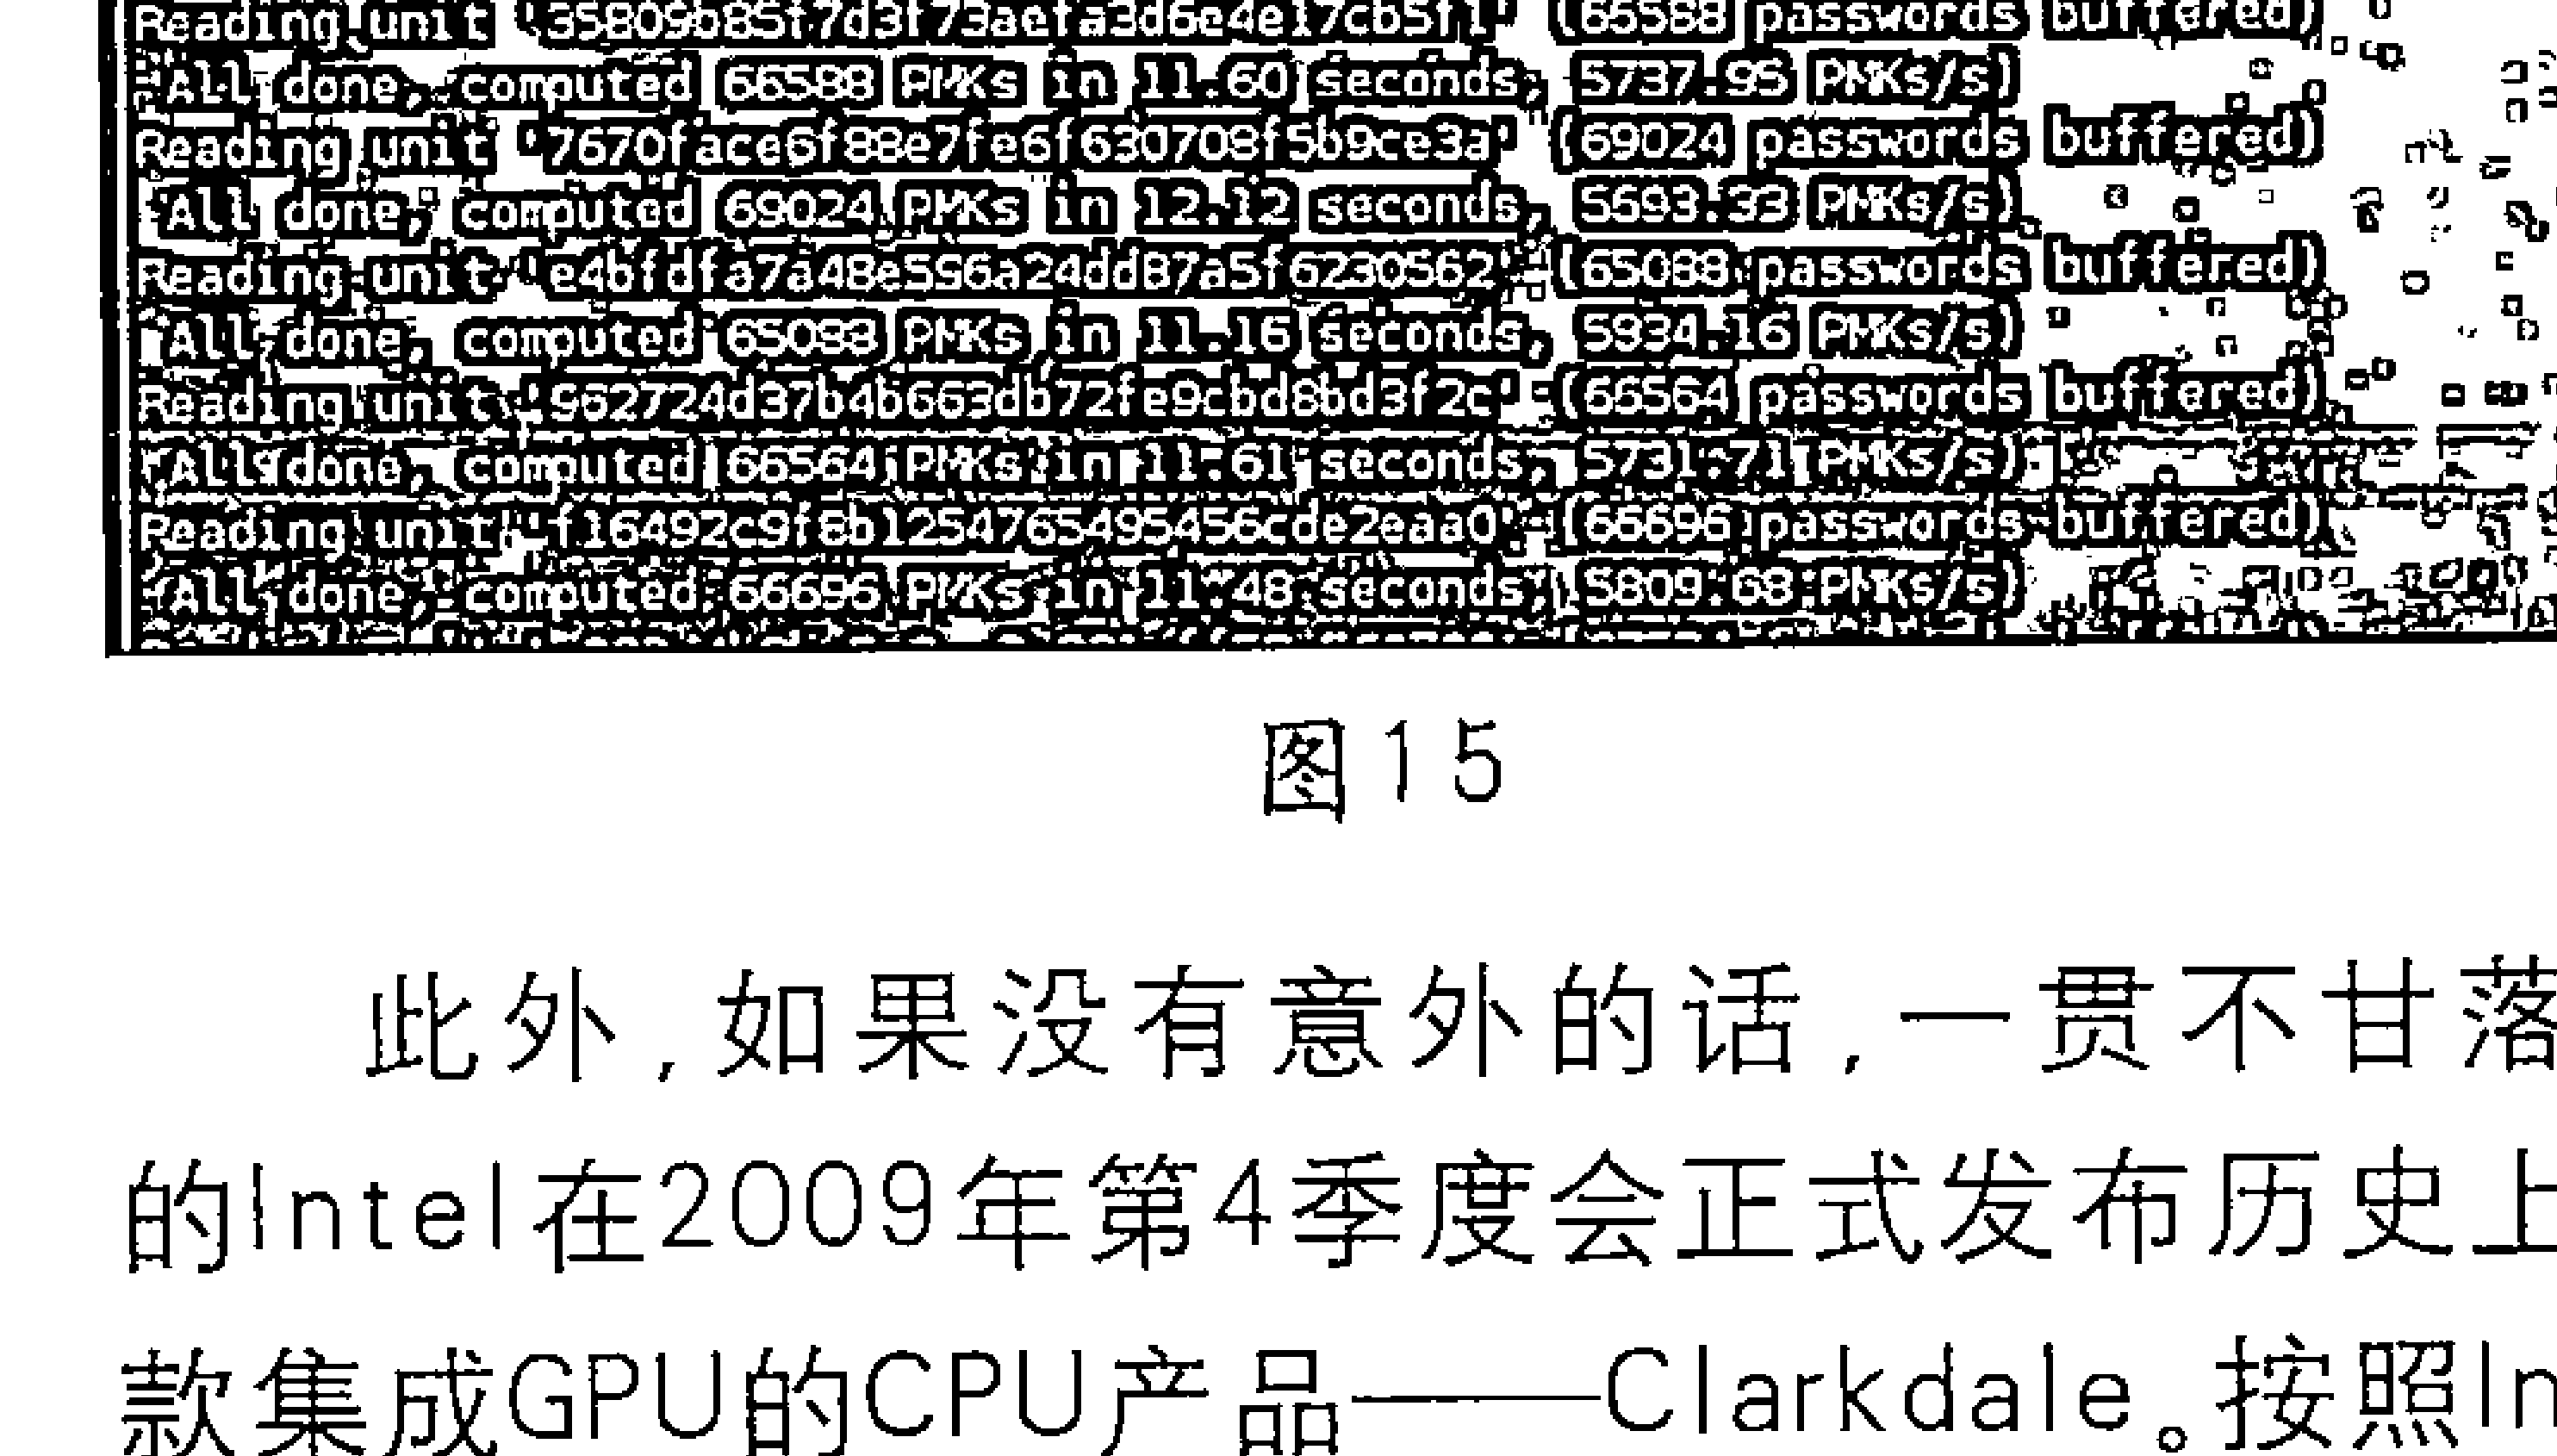 Reading unit '35809b85f7d3f73aefa3d6e4e17cb5f1' (66588 passwords buffered)
All done, computed 66588 PMKs in 11.60 seconds, 5737.95 PMKs/s)
Reading unit '7670face6f88e7fe6f630708f5b9ce3a' (69024 passwords buffered)
All done, computed 69024 PMKs in 12.12 seconds, 5693.33 PMKs/s)
Reading unit 'e4bfdfa7a48e596a24dd87a5f6230562' (65088 passwords buffered)
All done, computed 65088 PMKs in 11.16 seconds, 5834.16 PMKs/s)
Reading unit '962724d37b4b663db72fe9cbd8bd3f2c' (66564 passwords buffered)
All done, computed 66564 PMKs in 11.61 seconds, 5731.71 PMKs/s)
Reading unit 'f16492c9f8b1254765495456cde2eaa0' (66696 passwords buffered)
All done, computed 66696 PMKs in 11.48 seconds, 5809.68 PMKs/s)
图15
此外,如果没有意外的话,一贯不甘落
的Intel在2009年第4季度会正式发布历史上
款集成GPU的CPU产品——Clarkdale。按照In